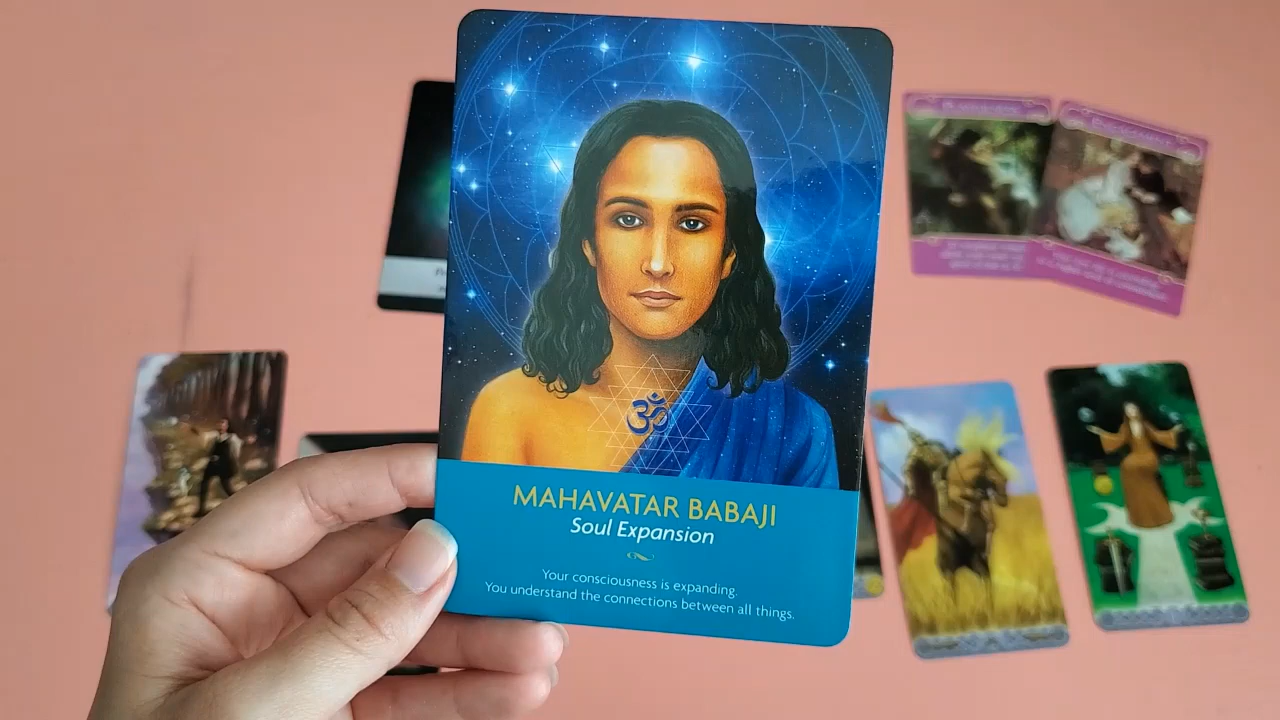 ॐ
MAHAVATAR BABAJI
Soul Expansion
Your consciousness is expanding.
You understand the connections between all things.